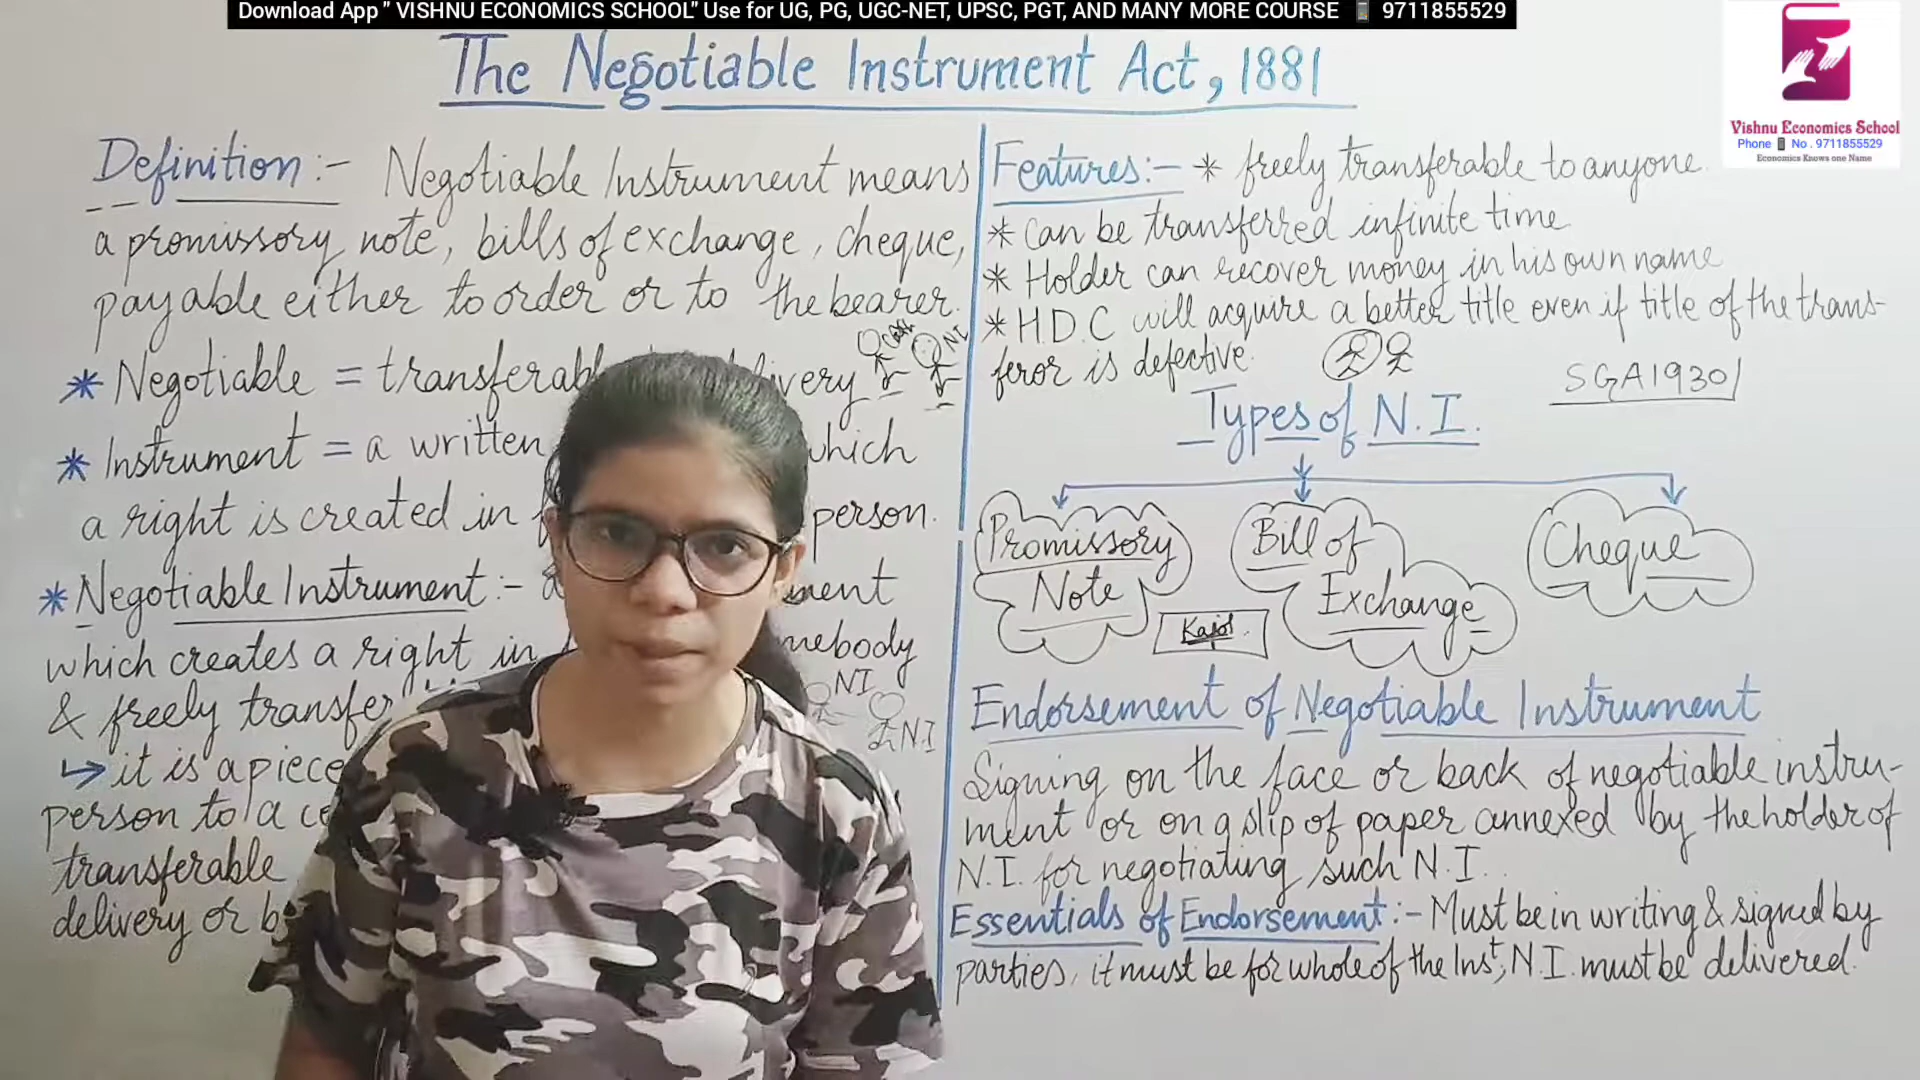 Download App " VISHNU ECONOMICS SCHOOL" Use for UG, PG, UGC-NET, UPSC, PGT, AND MANY MORE COURSE 9711855529
The Negotiable Instrument Act, 1881
Vishnu Economics School
Phone No. 9711855529
Economics Knows one Name
Definition:- Negotiable Instrument means
a promissory note, bills of exchange, cheque,
payable either to order or to the bearer.
* Negotiable = transferable
* Instrument = a written which
a right is created in person.
* Negotiable Instrument:-
which creates a right in
& freely transfer
→ it is a piece
person to a
transferable
delivery or
NI
NI
N.I
Features:- * freely transferable to anyone.
* Can be transferred infinite time
* Holder can recover money in his own name
* H.D.C will acquire a better title even if title of the trans-
feror is defective.
SGA1930
Types of N.I.
Promissory
Note
Bill of
Exchange
Cheque
Kajol
Endorsement of Negotiable Instrument
Signing on the face or back of negotiable instru-
ment or on a slip of paper annexed by the holder of
N.I. for negotiating such N.I.
Essentials of Endorsement:- Must be in writing & signed by
parties, it must be for whole of the Inst, N.I. must be delivered.